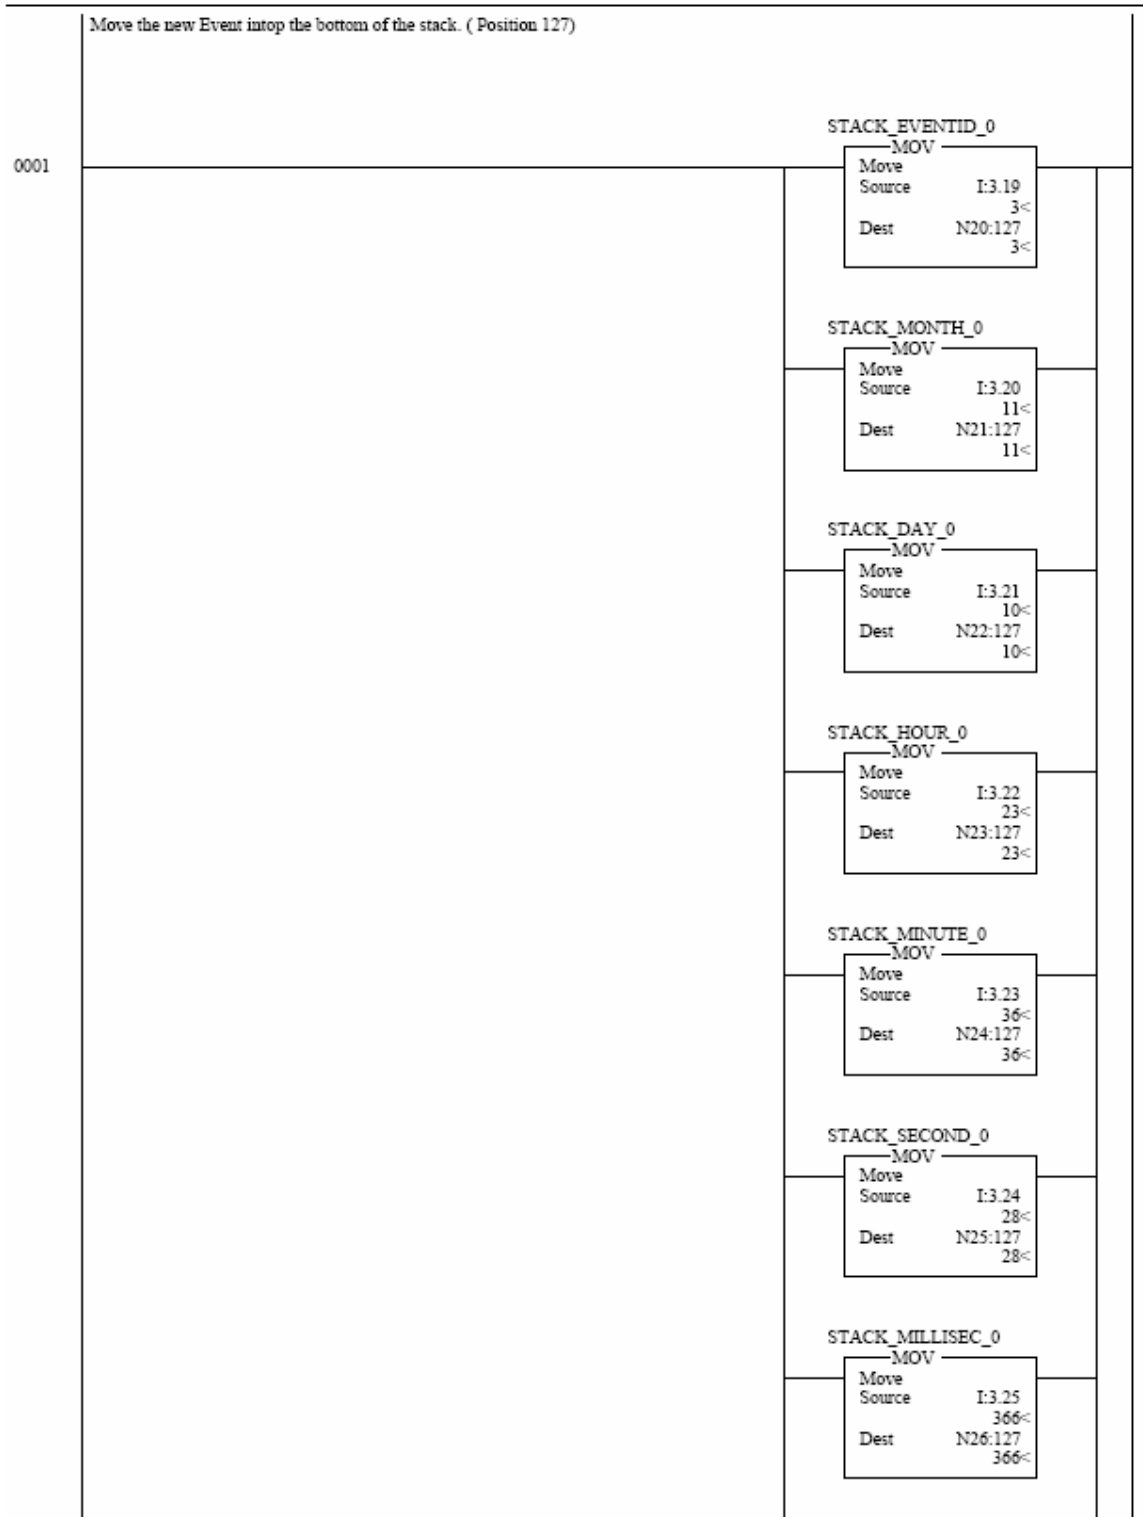 Move the new Event intop the bottom of the stack. ( Position 127)
STACK_EVENTID_0
MOV
0001
Move
Source I:3.19
3<
Dest N20:127
3<
STACK_MONTH_0
MOV
Move
Source I:3.20
11<
Dest N21:127
11<
STACK_DAY_0
MOV
Move
Source I:3.21
10<
Dest N22:127
10<
STACK_HOUR_0
MOV
Move
Source I:3.22
23<
Dest N23:127
23<
STACK_MINUTE_0
MOV
Move
Source I:3.23
36<
Dest N24:127
36<
STACK_SECOND_0
MOV
Move
Source I:3.24
28<
Dest N25:127
28<
STACK_MILLISEC_0
MOV
Move
Source I:3.25
366<
Dest N26:127
366<